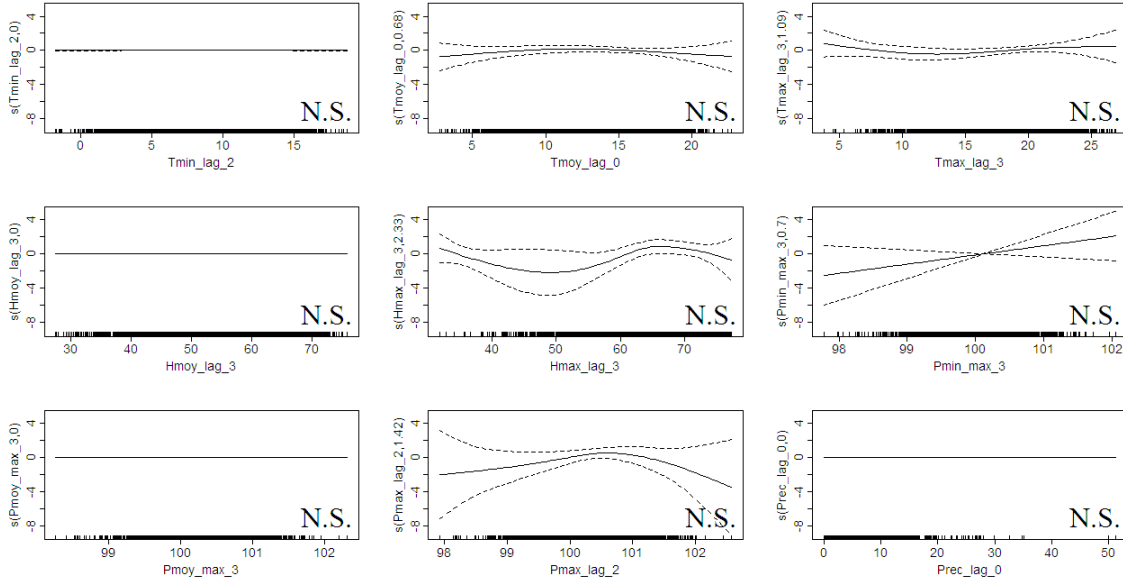 s(Tmin_lag_2,0)
4
0
-4
-8
N.S.
0 5 10 15
Tmin_lag_2
s(Tmoy_lag_0,0.68)
4
0
-4
-8
N.S.
5 10 15 20
Tmoy_lag_0
s(Tmax_lag_3,1.09)
4
0
-4
-8
N.S.
5 10 15 20 25
Tmax_lag_3
s(Hmoy_lag_3,0)
4
0
-4
-8
N.S.
30 40 50 60 70
Hmoy_lag_3
s(Hmax_lag_3,2.33)
4
0
-4
-8
N.S.
40 50 60 70
Hmax_lag_3
s(Pmin_max_3,0.7)
4
0
-4
-8
N.S.
98 99 100 101 102
Pmin_max_3
s(Pmoy_max_3,0)
4
0
-4
-8
N.S.
99 100 101 102
Pmoy_max_3
s(Pmax_lag_2,1.42)
4
0
-4
-8
N.S.
98 99 100 101 102
Pmax_lag_2
s(Prec_lag_0,0)
4
0
-4
-8
N.S.
0 10 20 30 40 50
Prec_lag_0